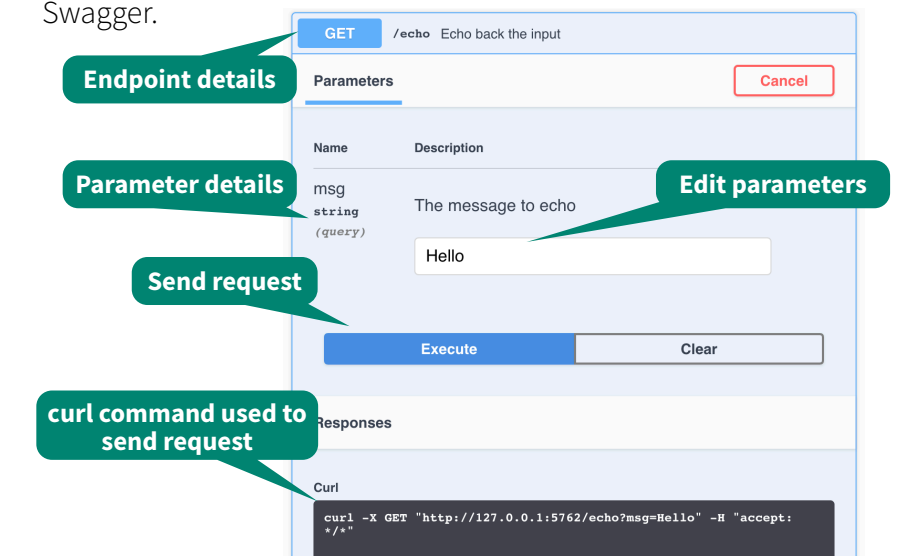 Swagger.
GET /echo Echo back the input
Endpoint details
Parameters
Cancel
Name Description
Parameter details
Edit parameters
msg
string
(query)
The message to echo
Hello
Send request
Execute Clear
curl command used to
send request
Responses
Curl
curl -X GET "http://127.0.0.1:5762/echo?msg=Hello" -H "accept:
*/*"